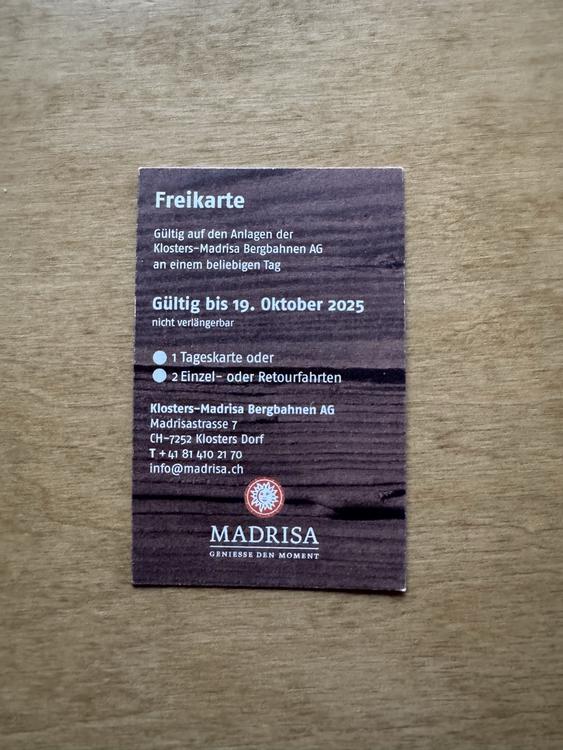 Freikarte
Gültig auf den Anlagen der
Klosters-Madrisa Bergbahnen AG
an einem beliebigen Tag
Gültig bis 19. Oktober 2025
nicht verlängerbar
1 Tageskarte oder
2 Einzel- oder Retourfahrten
Klosters-Madrisa Bergbahnen AG
Madrisastrasse 7
CH-7252 Klosters Dorf
T +41 81 410 21 70
info@madrisa.ch
MADRISA
GENIESSE DEN MOMENT